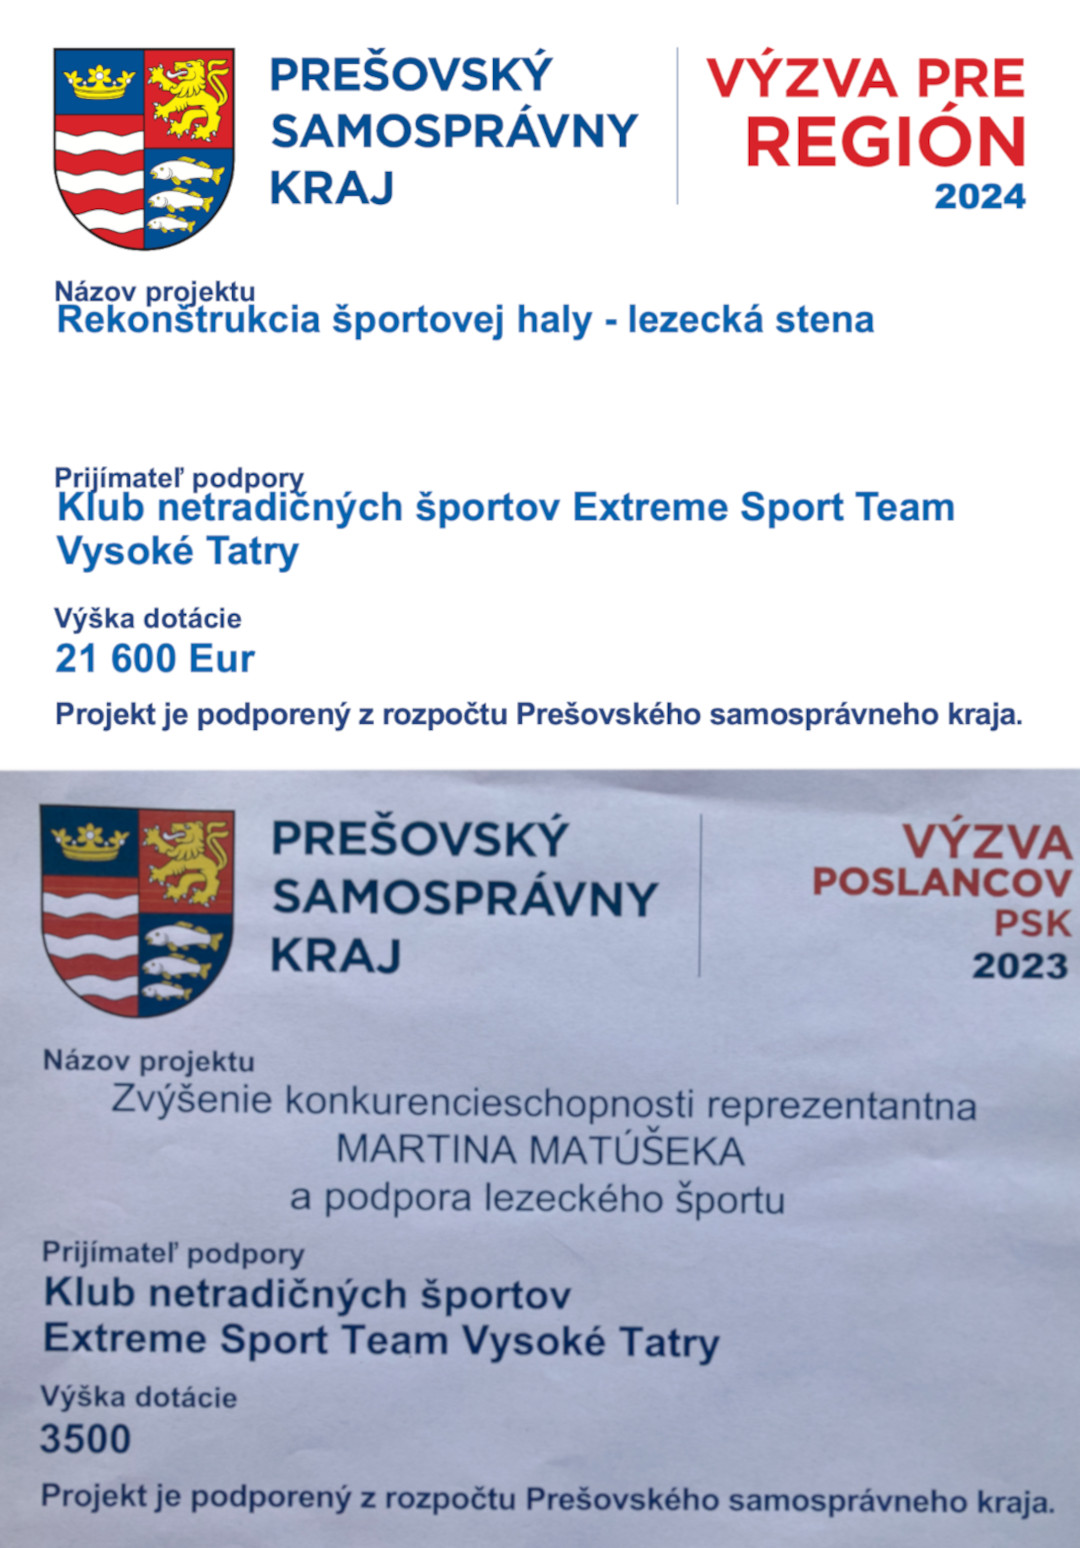 PREŠOVSKÝ
SAMOSPRÁVNY
KRAJ
VÝZVA PRE
REGIÓN
2024
Názov projektu
Rekonštrukcia športovej haly - lezecká stena
Prijímateľ podpory
Klub netradičných športov Extreme Sport Team
Vysoké Tatry
Výška dotácie
21 600 Eur
Projekt je podporený z rozpočtu Prešovského samosprávneho kraja.
PREŠOVSKÝ
SAMOSPRÁVNY
KRAJ
VÝZVA
POSLANCOV
PSK
2023
Názov projektu
Zvýšenie konkurencieschopnosti reprezentantna
MARTINA MATÚŠEKA
a podpora lezeckého športu
Prijímateľ podpory
Klub netradičných športov
Extreme Sport Team Vysoké Tatry
Výška dotácie
3500
Projekt je podporený z rozpočtu Prešovského samosprávneho kraja.